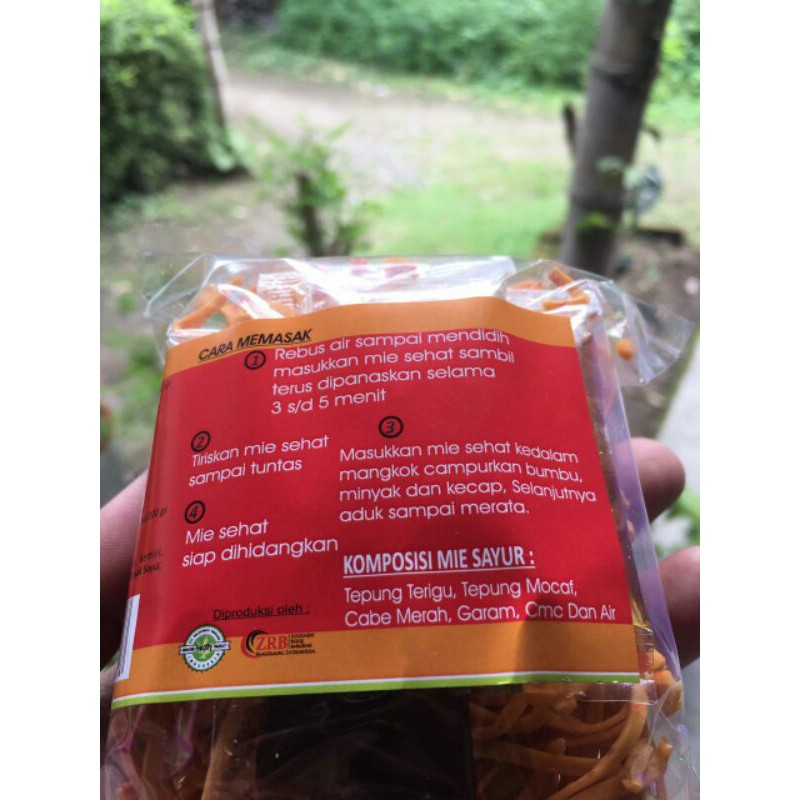 CARA MEMASAK
1
Rebus air sampai mendidih
masukkan mie sehat sambil
terus dipanaskan selama
3 s/d 5 menit
2
Tiriskan mie sehat
sampai tuntas
3
Masukkan mie sehat kedalam
mangkok campurkan bumbu,
minyak dan kecap, Selanjutnya
aduk sampai merata.
4
Mie sehat
siap dihidangkan
KOMPOSISI MIE SAYUR :
Tepung Terigu, Tepung Mocaf,
Cabe Merah, Garam, Cmc Dan Air
Diproduksi oleh :
ZRB